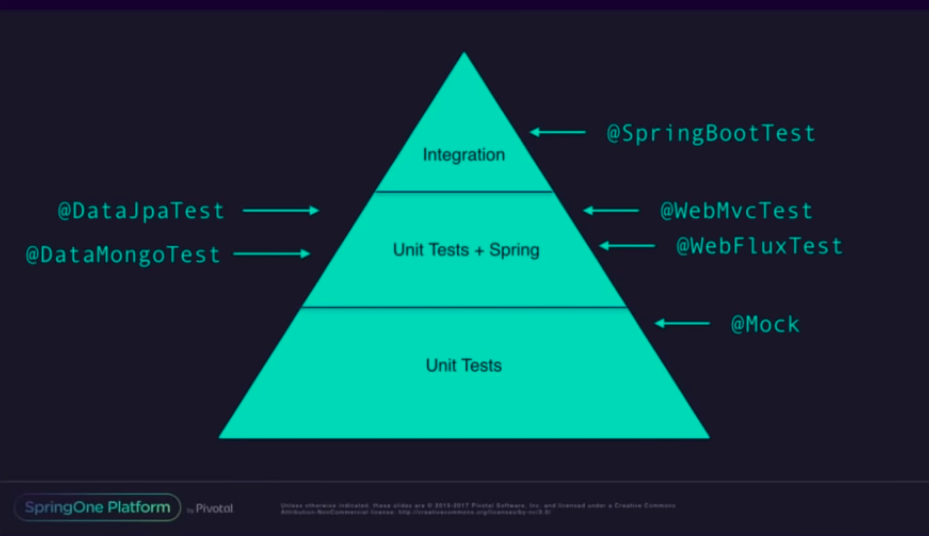 @SpringBootTest
Integration
@DataJpaTest
@WebMvcTest
@WebFluxTest
Unit Tests + Spring
@DataMongoTest
@Mock
Unit Tests
SpringOne Platform by Pivotal
Unless otherwise indicated, these slides are © 2013-2017 Pivotal Software, Inc. and licensed under a Creative Commons
Attribution-NonCommercial license: http://creativecommons.org/licenses/by-nc/3.0/